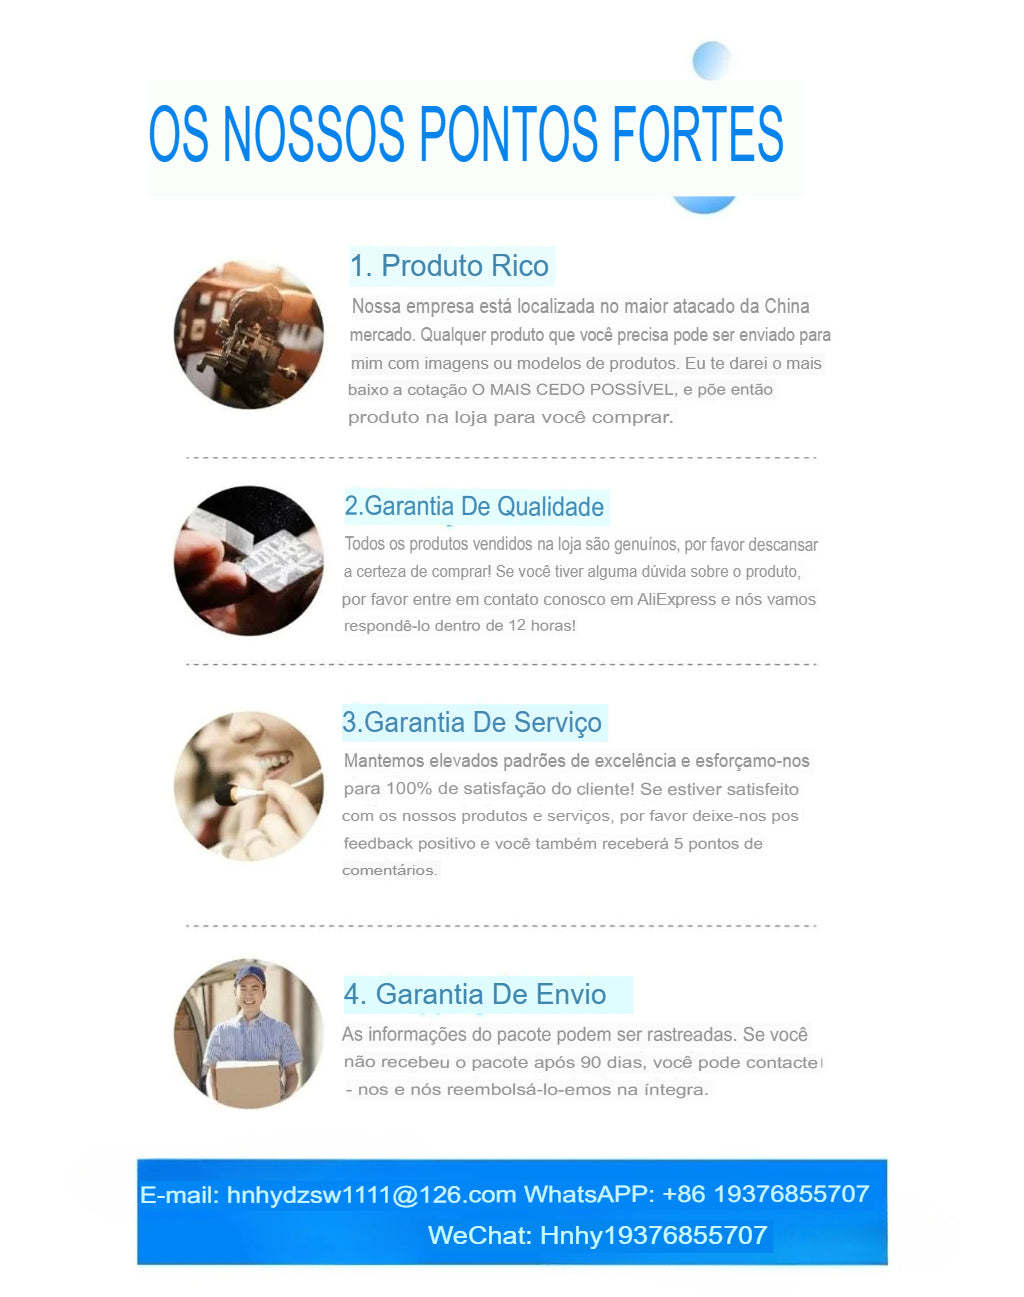 OS NOSSOS PONTOS FORTES
1. Produto Rico
Nossa empresa está localizada no maior atacado da China
mercado. Qualquer produto que você precisa pode ser enviado para
mim com imagens ou modelos de produtos. Eu te darei o mais
baixo a cotação O MAIS CEDO POSSÍVEL, e põe então
produto na loja para você comprar.
2.Garantia De Qualidade
Todos os produtos vendidos na loja são genuínos, por favor descansar
a certeza de comprar! Se você tiver alguma dúvida sobre o produto,
por favor entre em contato conosco em AliExpress e nós vamos
respondê-lo dentro de 12 horas!
3.Garantia De Serviço
Mantemos elevados padrões de excelência e esforçamo-nos
para 100% de satisfação do cliente! Se estiver satisfeito
com os nossos produtos e serviços, por favor deixe-nos pos
feedback positivo e você também receberá 5 pontos de
comentários.
4. Garantia De Envio
As informações do pacote podem ser rastreadas. Se você
não recebeu o pacote após 90 dias, você pode contacte
- nos e nós reembolsá-lo-emos na íntegra.
E-mail: hnhydzsw1111@126.com WhatsAPP: +86 19376855707
WeChat: Hnhy19376855707